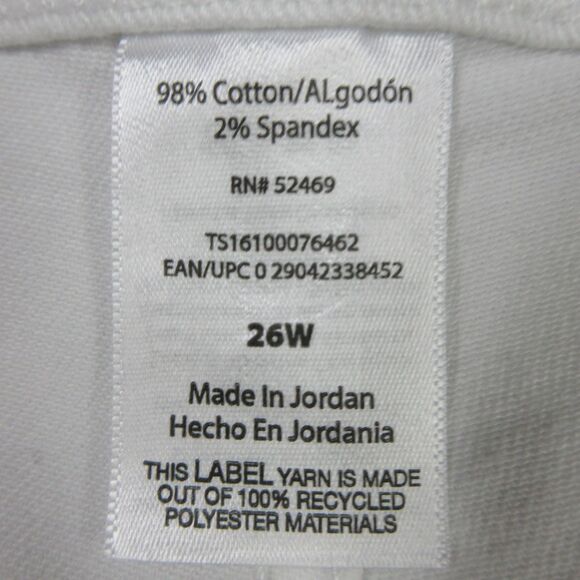 98% Cotton/ALgodón
2% Spandex
RN# 52469
TS16100076462
EAN/UPC 0 29042338452
26W
Made In Jordan
Hecho En Jordania
THIS LABEL YARN IS MADE
OUT OF 100% RECYCLED
POLYESTER MATERIALS